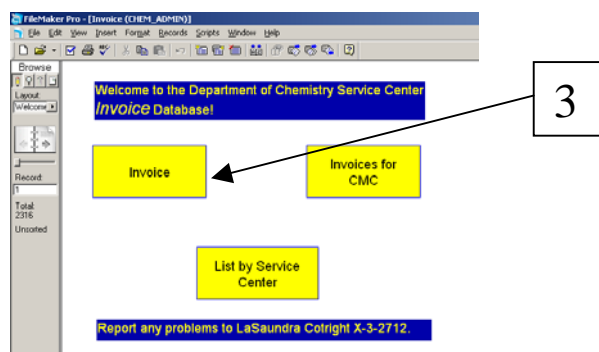 FileMaker Pro - [Invoice (CHEM_ADMIN)]
File Edit View Insert Format Records Scripts Window Help
Browse
Layout:
Welcome
Record:
1
Total:
2316
Unsorted
Welcome to the Department of Chemistry Service Center
Invoice Database!
Invoice
Invoices for
CMC
List by Service
Center
Report any problems to LaSaundra Cotright X-3-2712.
3